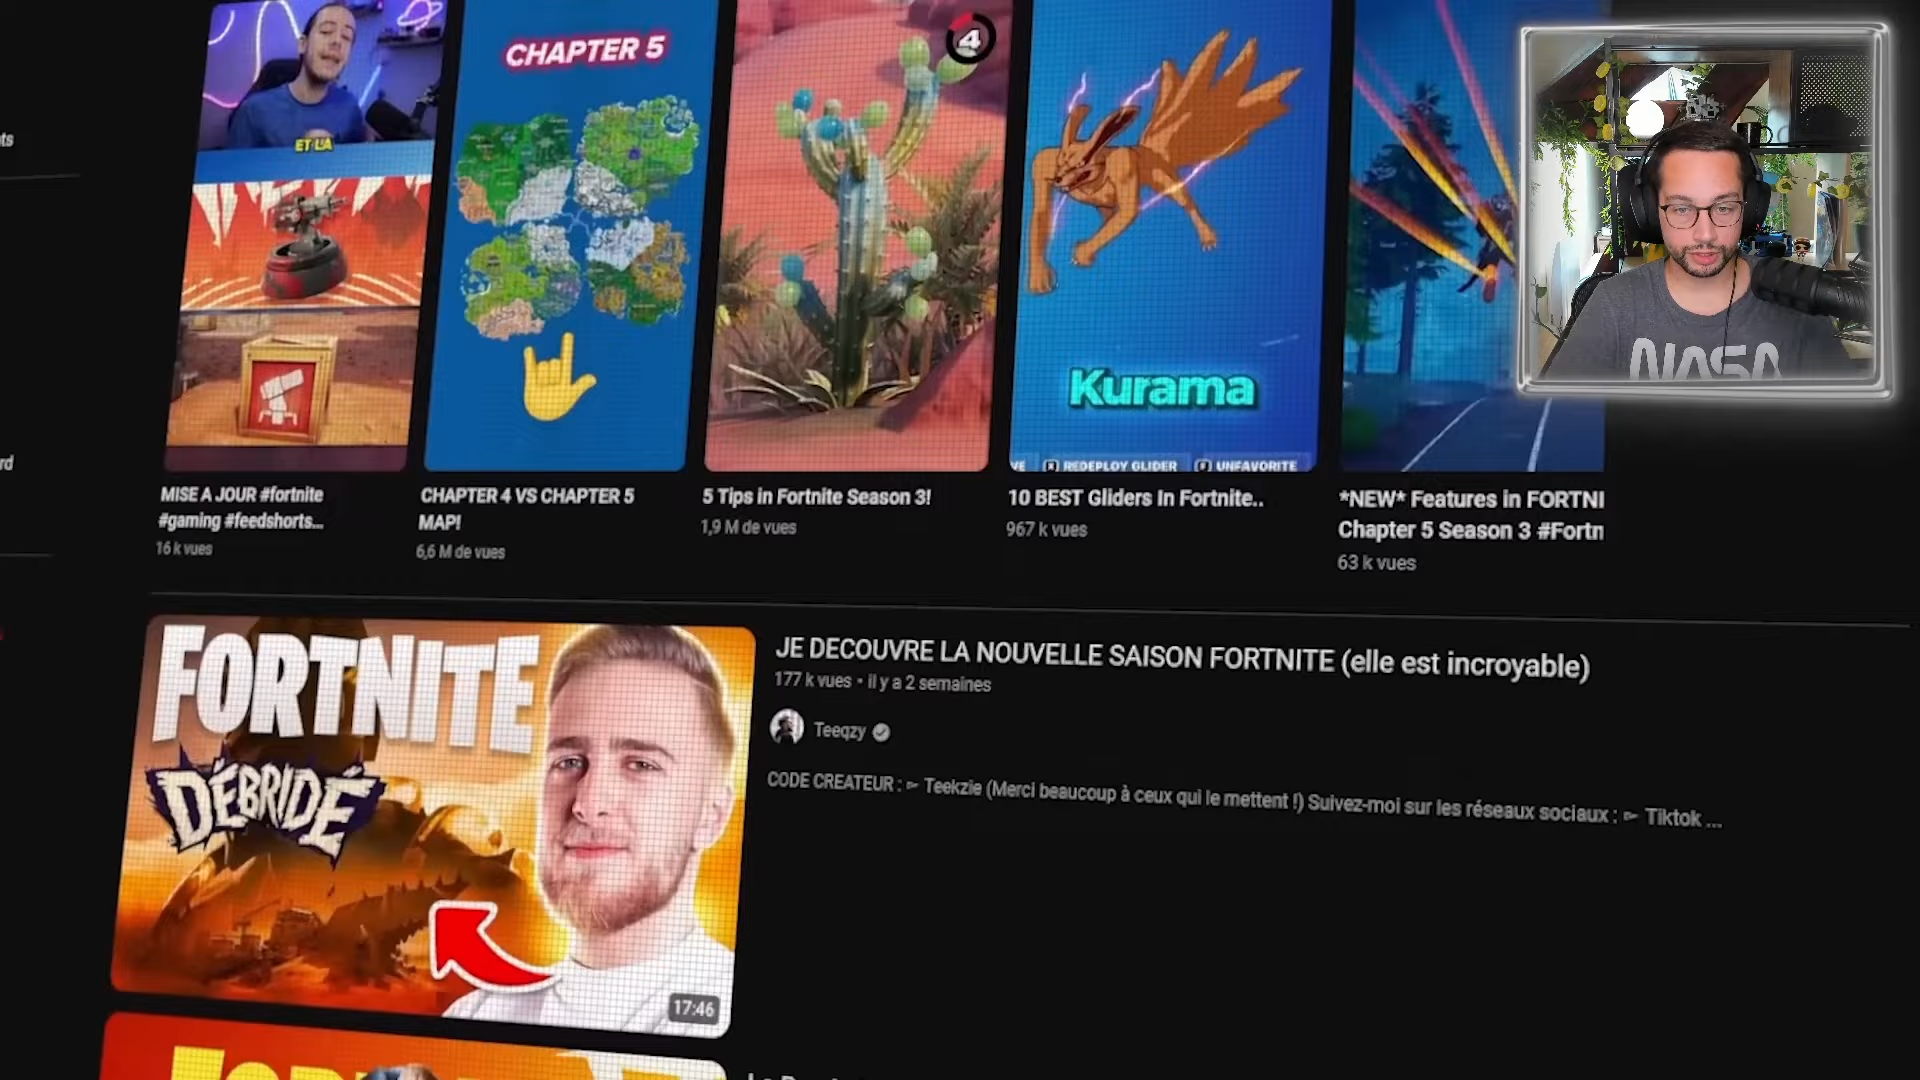 ts
rd
ET LÀ
CHAPTER 5
4
Kurama
VE REDEPLOY GLIDER UNFAVORITE
NASA
MISE A JOUR #fortnite
#gaming #feedshorts...
16 k vues
CHAPTER 4 VS CHAPTER 5
MAP!
6,6 M de vues
5 Tips in Fortnite Season 3!
1,9 M de vues
10 BEST Gliders In Fortnite..
967 k vues
*NEW* Features in FORTNI
Chapter 5 Season 3 #Fortn
63 k vues
FORTNITE
DÉBRIDÉ
17:46
JE DECOUVRE LA NOUVELLE SAISON FORTNITE (elle est incroyable)
177 k vues • il y a 2 semaines
Teeqzy
CODE CREATEUR : ► Teekzie (Merci beaucoup à ceux qui le mettent !) Suivez-moi sur les réseaux sociaux : ► Tiktok ...